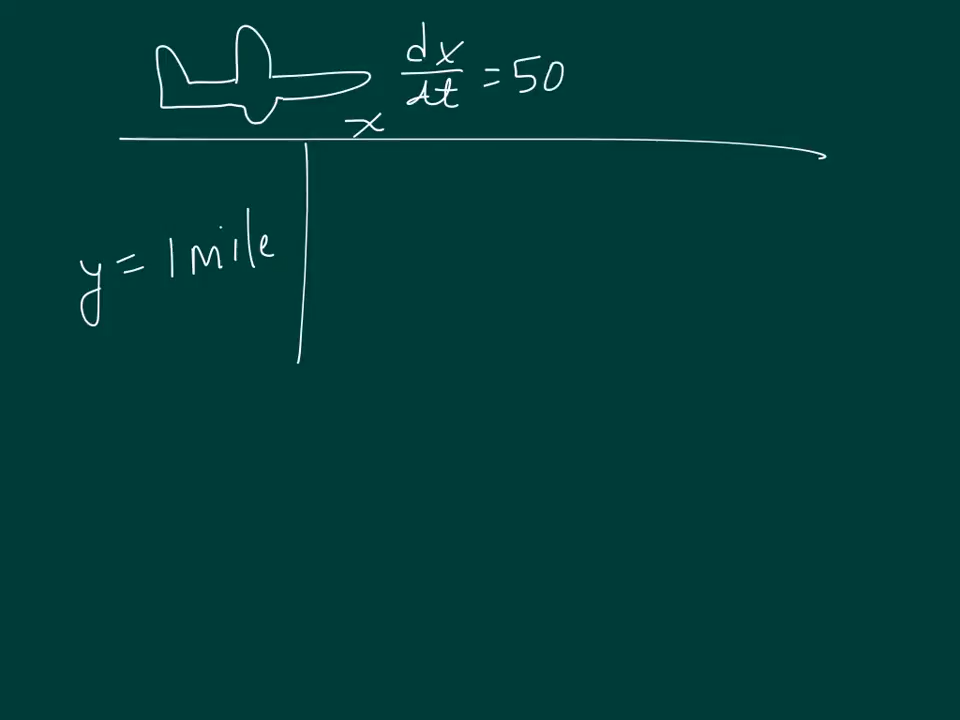 dx/dt = 50
x
y = 1 mile